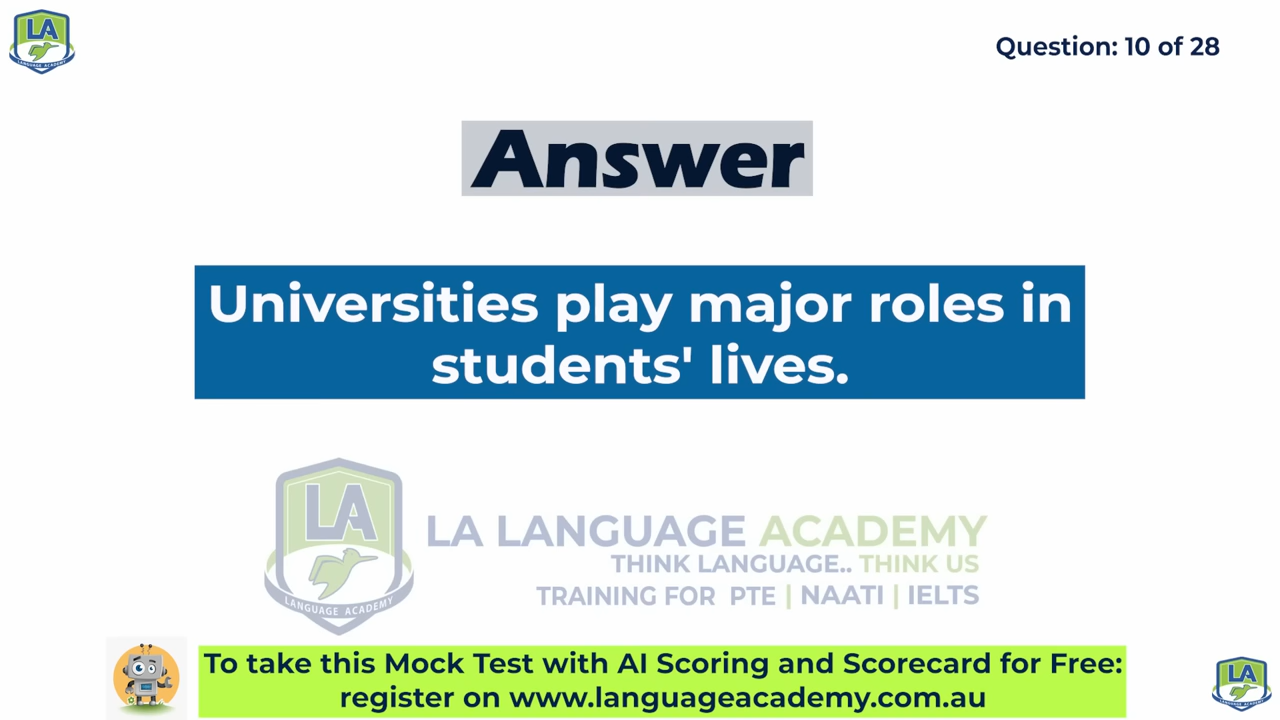 LA
LANGUAGE ACADEMY
Question: 10 of 28
Answer
Universities play major roles in
students' lives.
LA
LANGUAGE ACADEMY
LA LANGUAGE ACADEMY
THINK LANGUAGE.. THINK US
TRAINING FOR PTE | NAATI | IELTS
To take this Mock Test with AI Scoring and Scorecard for Free:
register on www.languageacademy.com.au
LA
LANGUAGE ACADEMY